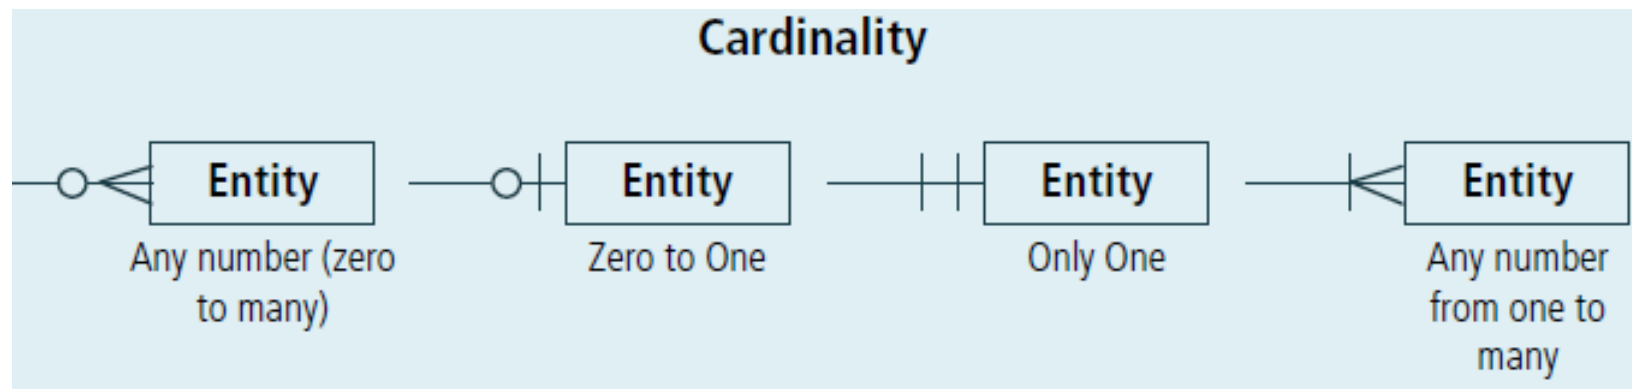 Cardinality
Entity
Entity
Entity
Entity
Any number (zero
to many)
Zero to One
Only One
Any number
from one to
many